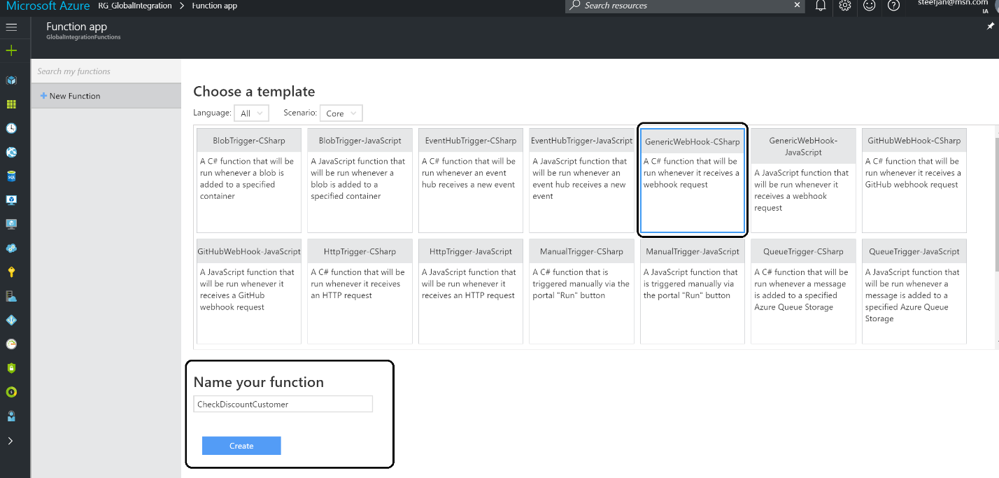 Microsoft Azure RG_GlobalIntegration > Function app
Search resources
steefjan@msn.com
IA
Function app
GlobalIntegrationFunctions
Search my functions
+ New Function
Choose a template
Language: All Scenario: Core
BlobTrigger-CSharp
A C# function that will be
run whenever a blob is
added to a specified
container
BlobTrigger-JavaScript
A JavaScript function that
will be run whenever a
blob is added to a
specified container
EventHubTrigger-CSharp
A C# function that will be
run whenever an event
hub receives a new event
EventHubTrigger-JavaScript
A JavaScript function that
will be run whenever an
event hub receives a new
event
GenericWebHook-CSharp
A C# function that will be
run whenever it receives a
webhook request
GenericWebHook-
JavaScript
A JavaScript function that
will be run whenever it
receives a webhook
request
GitHubWebHook-CSharp
A C# function that will be
run whenever it receives a
GitHub webhook request
GitHubWebHook-JavaScript
A JavaScript function that
will be run whenever it
receives a GitHub
webhook request
HttpTrigger-CSharp
A C# function that will be
run whenever it receives
an HTTP request
HttpTrigger-JavaScript
A JavaScript function that
will be run whenever it
receives an HTTP request
ManualTrigger-CSharp
A C# function that is
triggered manually via the
portal "Run" button
ManualTrigger-JavaScript
A JavaScript function that
is triggered manually via
the portal "Run" button
QueueTrigger-CSharp
A C# function that will be
run whenever a message
is added to a specified
Azure Queue Storage
QueueTrigger-JavaScript
A JavaScript function that
will be run whenever a
message is added to a
specified Azure Queue
Storage
Name your function
CheckDiscountCustomer
Create